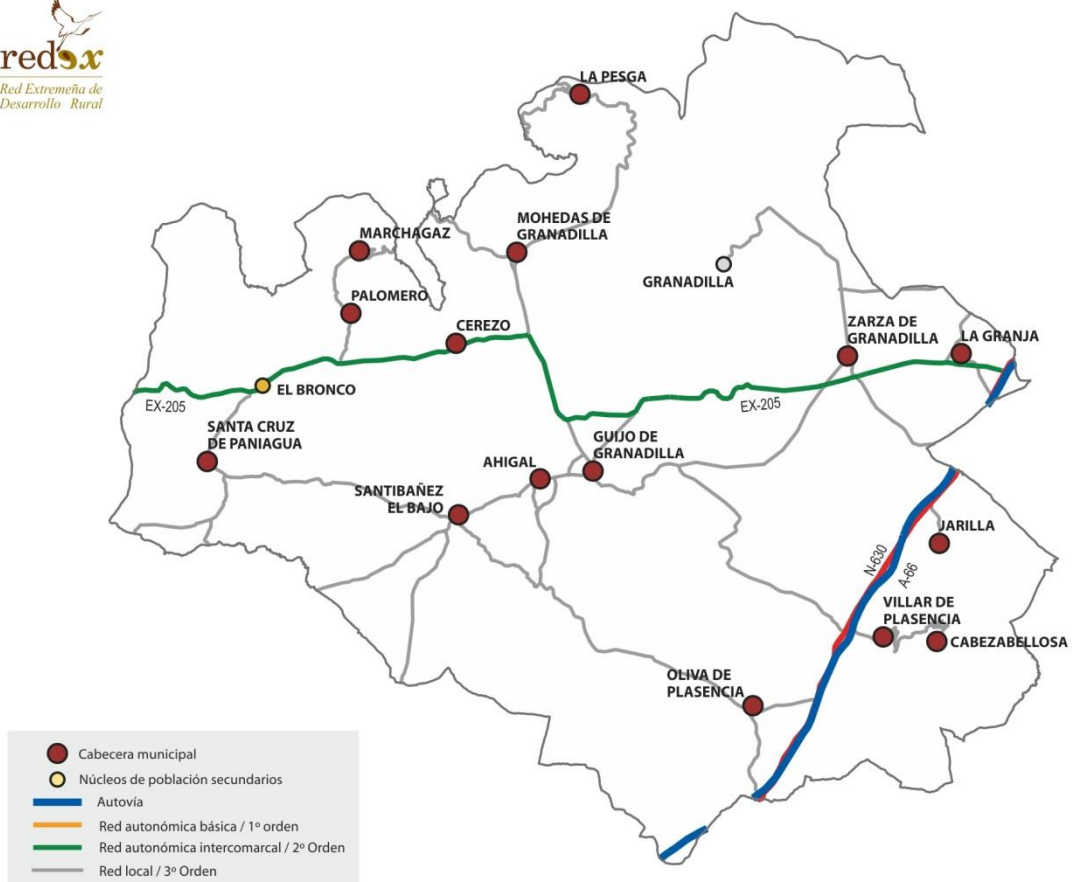 redex
Red Extremeña de
Desarrollo Rural
LA PESGA
MOHEDAS DE
GRANADILLA
MARCHAGAZ
GRANADILLA
PALOMERO
CEREZO
ZARZA DE
GRANADILLA
LA GRANJA
EL BRONCO
EX-205
EX-205
SANTA CRUZ
DE PANIAGUA
GUIJO DE
GRANADILLA
AHIGAL
SANTIBAÑEZ
EL BAJO
JARILLA
N-630
A-66
VILLAR DE
PLASENCIA
CABEZABELLOSA
OLIVA DE
PLASENCIA
Cabecera municipal
Núcleos de población secundarios
Autovía
Red autonómica básica / 1º orden
Red autonómica intercomarcal / 2º Orden
Red local / 3º Orden